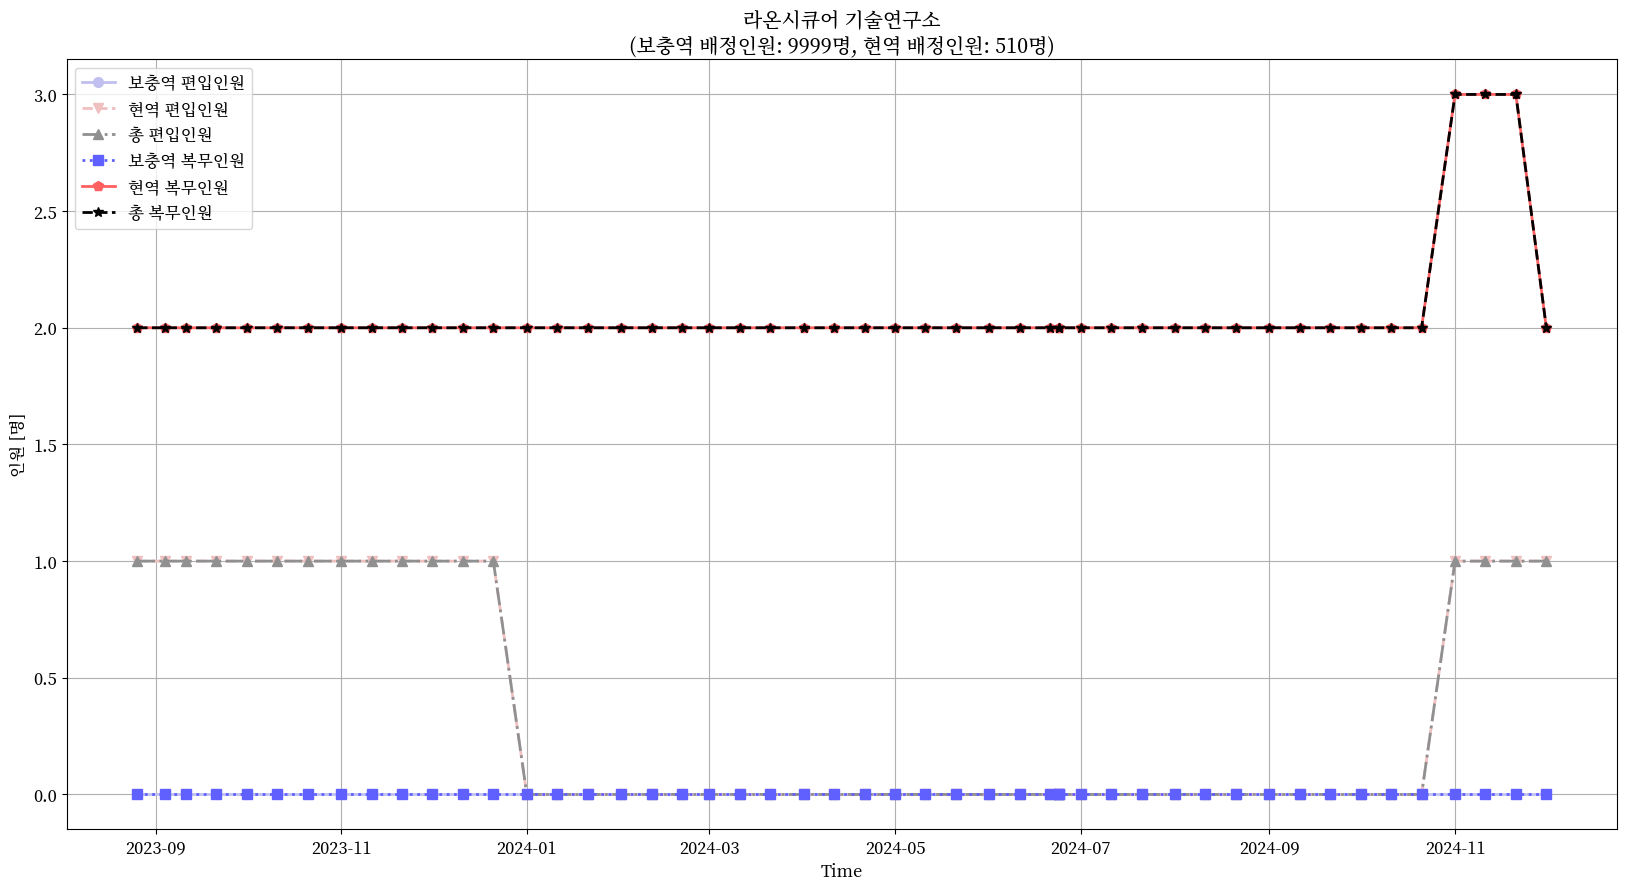 라온시큐어 기술연구소
(보충역 배정인원: 9999명, 현역 배정인원: 510명)
보충역 편입인원
현역 편입인원
총 편입인원
보충역 복무인원
현역 복무인원
총 복무인원
인원 [명]
3.0
2.5
2.0
1.5
1.0
0.5
0.0
2023-09 2023-11 2024-01 2024-03 2024-05 2024-07 2024-09 2024-11
Time